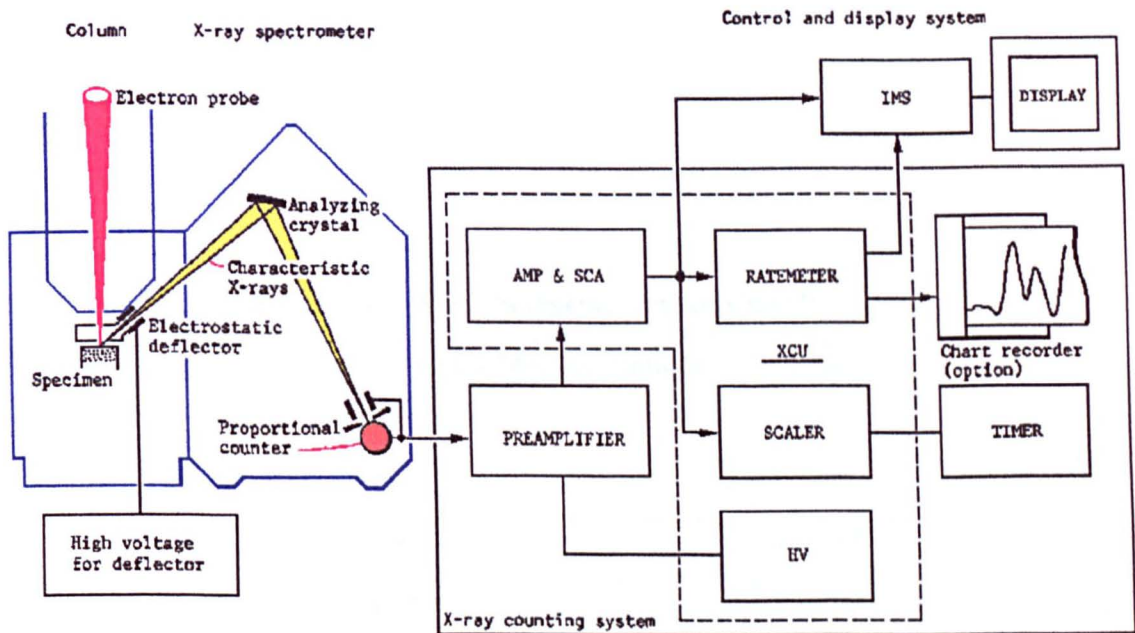 Control and display system
Column
X-ray spectrometer
Electron probe
IMS
DISPLAY
Analyzing
crystal
Characteristic
X-rays
AMP & SCA
RATEMETER
Electrostatic
deflector
Specimen
XCU
Chart recorder
(option)
Proportional
counter
PREAMPLIFIER
SCALER
TIMER
High voltage
for deflector
HV
X-ray counting system